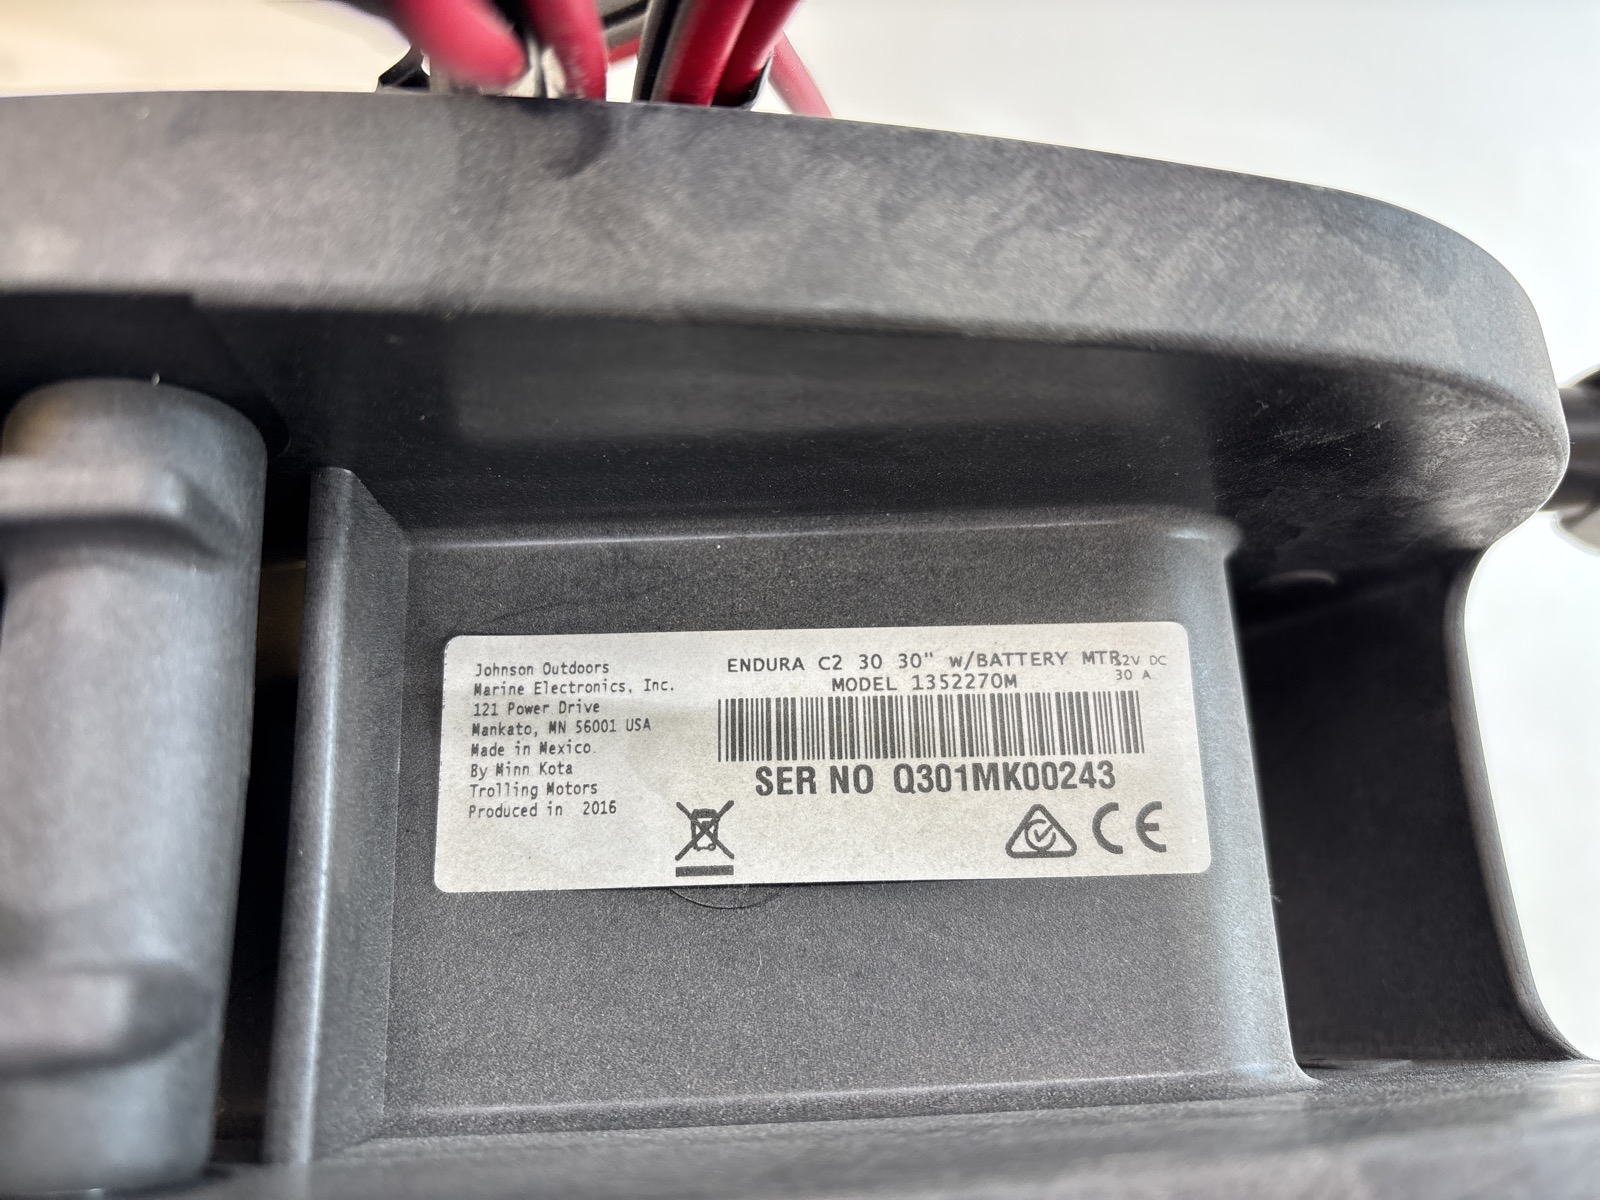 Johnson Outdoors
Marine Electronics, Inc.
121 Power Drive
Mankato, MN 56001 USA
Made in Mexico
By Minn Kota
Trolling Motors
Produced in 2016
ENDURA C2 30 30" w/BATTERY MTR 12V DC
30 A
MODEL 1352270M
SER NO Q301MK00243
CE